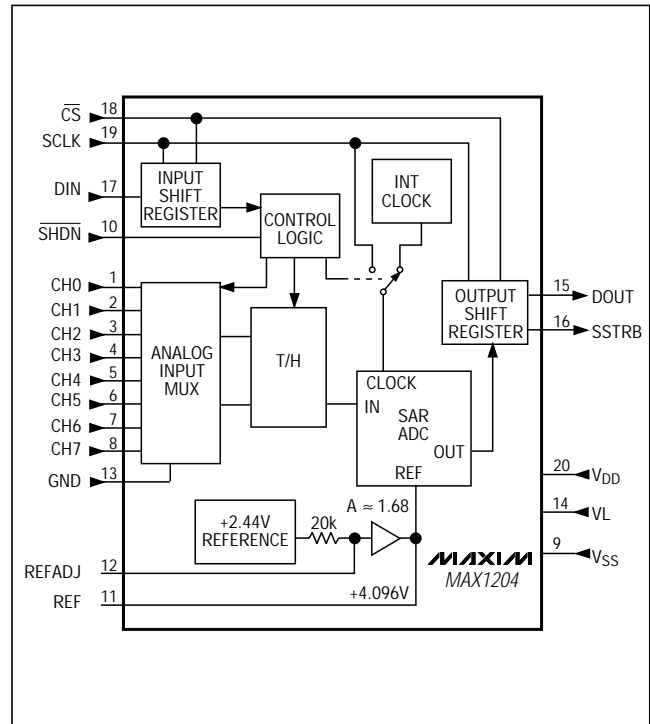 CS 18
SCLK 19
DIN 17
SHDN 10
CH0 1
CH1 2
CH2 3
CH3 4
CH4 5
CH5 6
CH6 7
CH7 8
GND 13
REFADJ 12
REF 11
INPUT
SHIFT
REGISTER
CONTROL
LOGIC
INT
CLOCK
ANALOG
INPUT
MUX
T/H
CLOCK
IN
SAR
ADC
OUT
REF
OUTPUT
SHIFT
REGISTER
15 DOUT
16 SSTRB
20 VDD
14 VL
9 VSS
+2.44V
REFERENCE
20k
A ≈ 1.68
+4.096V
MAXIM
MAX1204